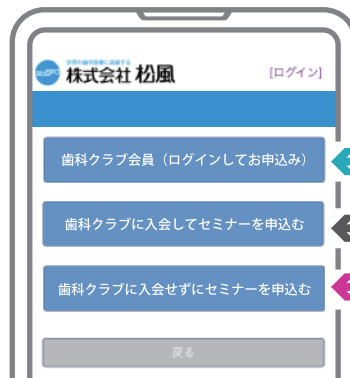 世界の歯科医療に貢献する
株式会社 松風
[ログイン]
歯科クラブ会員（ログインしてお申込み）
歯科クラブに入会してセミナーを申込む
歯科クラブに入会せずにセミナーを申込む
戻る